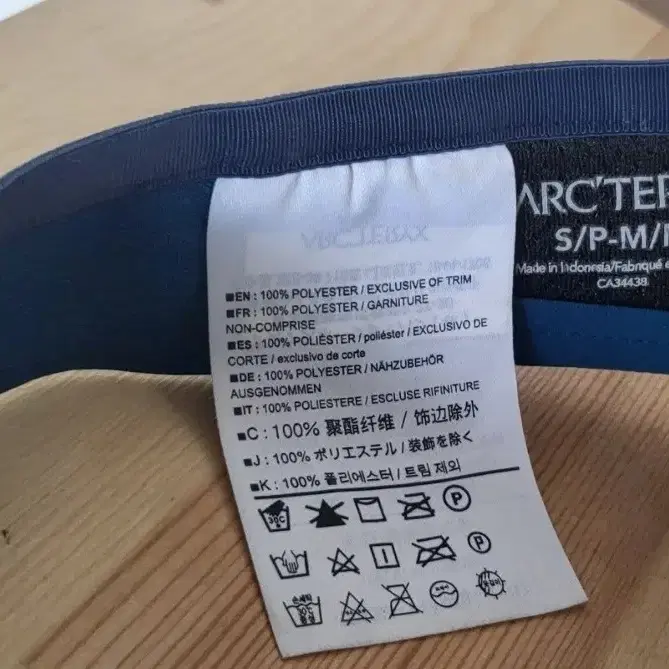 ARC'TER
S/P-M/
Made in Indonesia/Fabriqué e
CA34438
■EN : 100% POLYESTER / EXCLUSIVE OF TRIM
■FR : 100% POLYESTER / GARNITURE
NON-COMPRISE
■ES : 100% POLIÉSTER / poliéster / EXCLUSIVO DE
CORTE / exclusivo de corte
■DE : 100% POLYESTER / NÄHZUBEHÖR
AUSGENOMMEN
■IT : 100% POLIESTERE / ESCLUSE RIFINITURE
■C : 100% 聚酯纤维 / 饰边除外
■J : 100% ポリエステル / 装飾を除く
■K : 100% 폴리에스터 / 트림 제외
30C P
P